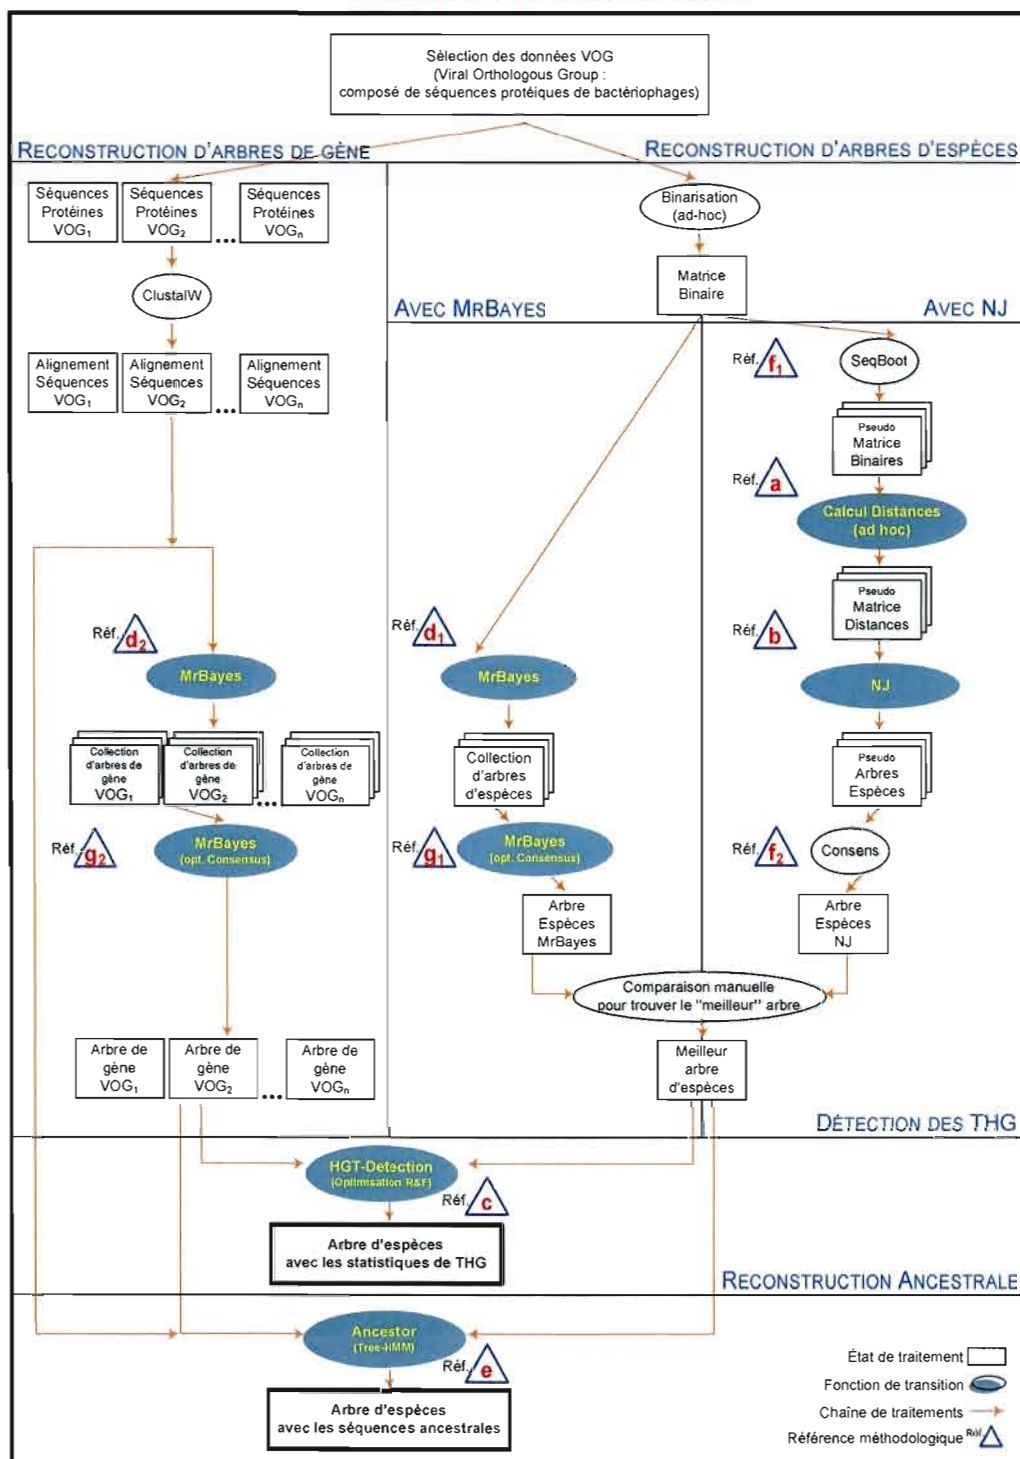 Sélection des données VOG
(Viral Orthologous Group :
composé de séquences protéiques de bactériophages)
RECONSTRUCTION D'ARBRES DE GÈNE
RECONSTRUCTION D'ARBRES D'ESPÈCES
Séquences
Protéines
VOG1
Séquences
Protéines
VOG2
...
Séquences
Protéines
VOGn
ClustalW
Alignement
Séquences
VOG1
Alignement
Séquences
VOG2
...
Alignement
Séquences
VOGn
Réf. d2
MrBayes
Collection
d'arbres de
gène
VOG1
Collection
d'arbres de
gène
VOG2
...
Collection
d'arbres de
gène
VOGn
Réf. g2
MrBayes
(opt. Consensus)
Arbre de
gène
VOG1
Arbre de
gène
VOG2
...
Arbre de
gène
VOGn
Binarisation
(ad-hoc)
Matrice
Binaire
AVEC MRBAYES
AVEC NJ
Réf. d1
MrBayes
Collection
d'arbres
d'espèces
Réf. g1
MrBayes
(opt. Consensus)
Arbre
Espèces
MrBayes
Réf. f1
SeqBoot
Pseudo
Matrice
Binaires
Réf. a
Calcul Distances
(ad hoc)
Pseudo
Matrice
Distances
Réf. b
NJ
Pseudo
Arbres
Espèces
Réf. f2
Consens
Arbre
Espèces
NJ
Comparaison manuelle
pour trouver le "meilleur" arbre
Meilleur
arbre
d'espèces
DÉTECTION DES THG
HGT-Detection
(Optimisation R&F)
Réf. c
Arbre d'espèces
avec les statistiques de THG
RECONSTRUCTION ANCESTRALE
Ancestor
(Tree-HMM)
Réf. e
Arbre d'espèces
avec les séquences ancestrales
État de traitement
Fonction de transition
Chaîne de traitements
Référence méthodologique Réf.